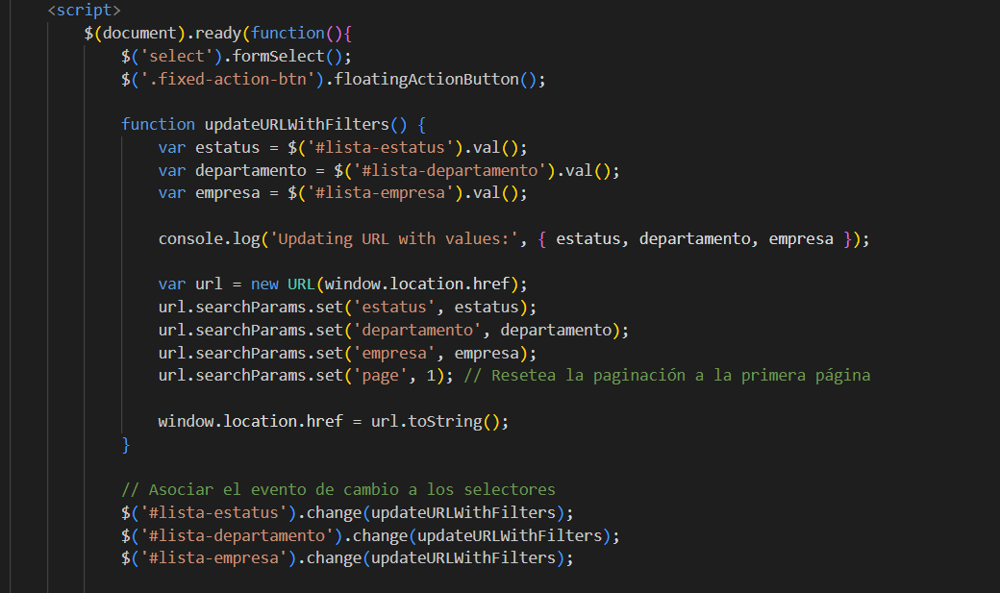 <script>
$(document).ready(function(){
$('select').formSelect();
$('.fixed-action-btn').floatingActionButton();
function updateURLWithFilters() {
var estatus = $('#lista-estatus').val();
var departamento = $('#lista-departamento').val();
var empresa = $('#lista-empresa').val();
console.log('Updating URL with values:', { estatus, departamento, empresa });
var url = new URL(window.location.href);
url.searchParams.set('estatus', estatus);
url.searchParams.set('departamento', departamento);
url.searchParams.set('empresa', empresa);
url.searchParams.set('page', 1); // Resetea la paginación a la primera página
window.location.href = url.toString();
}
// Asociar el evento de cambio a los selectores
$('#lista-estatus').change(updateURLWithFilters);
$('#lista-departamento').change(updateURLWithFilters);
$('#lista-empresa').change(updateURLWithFilters);